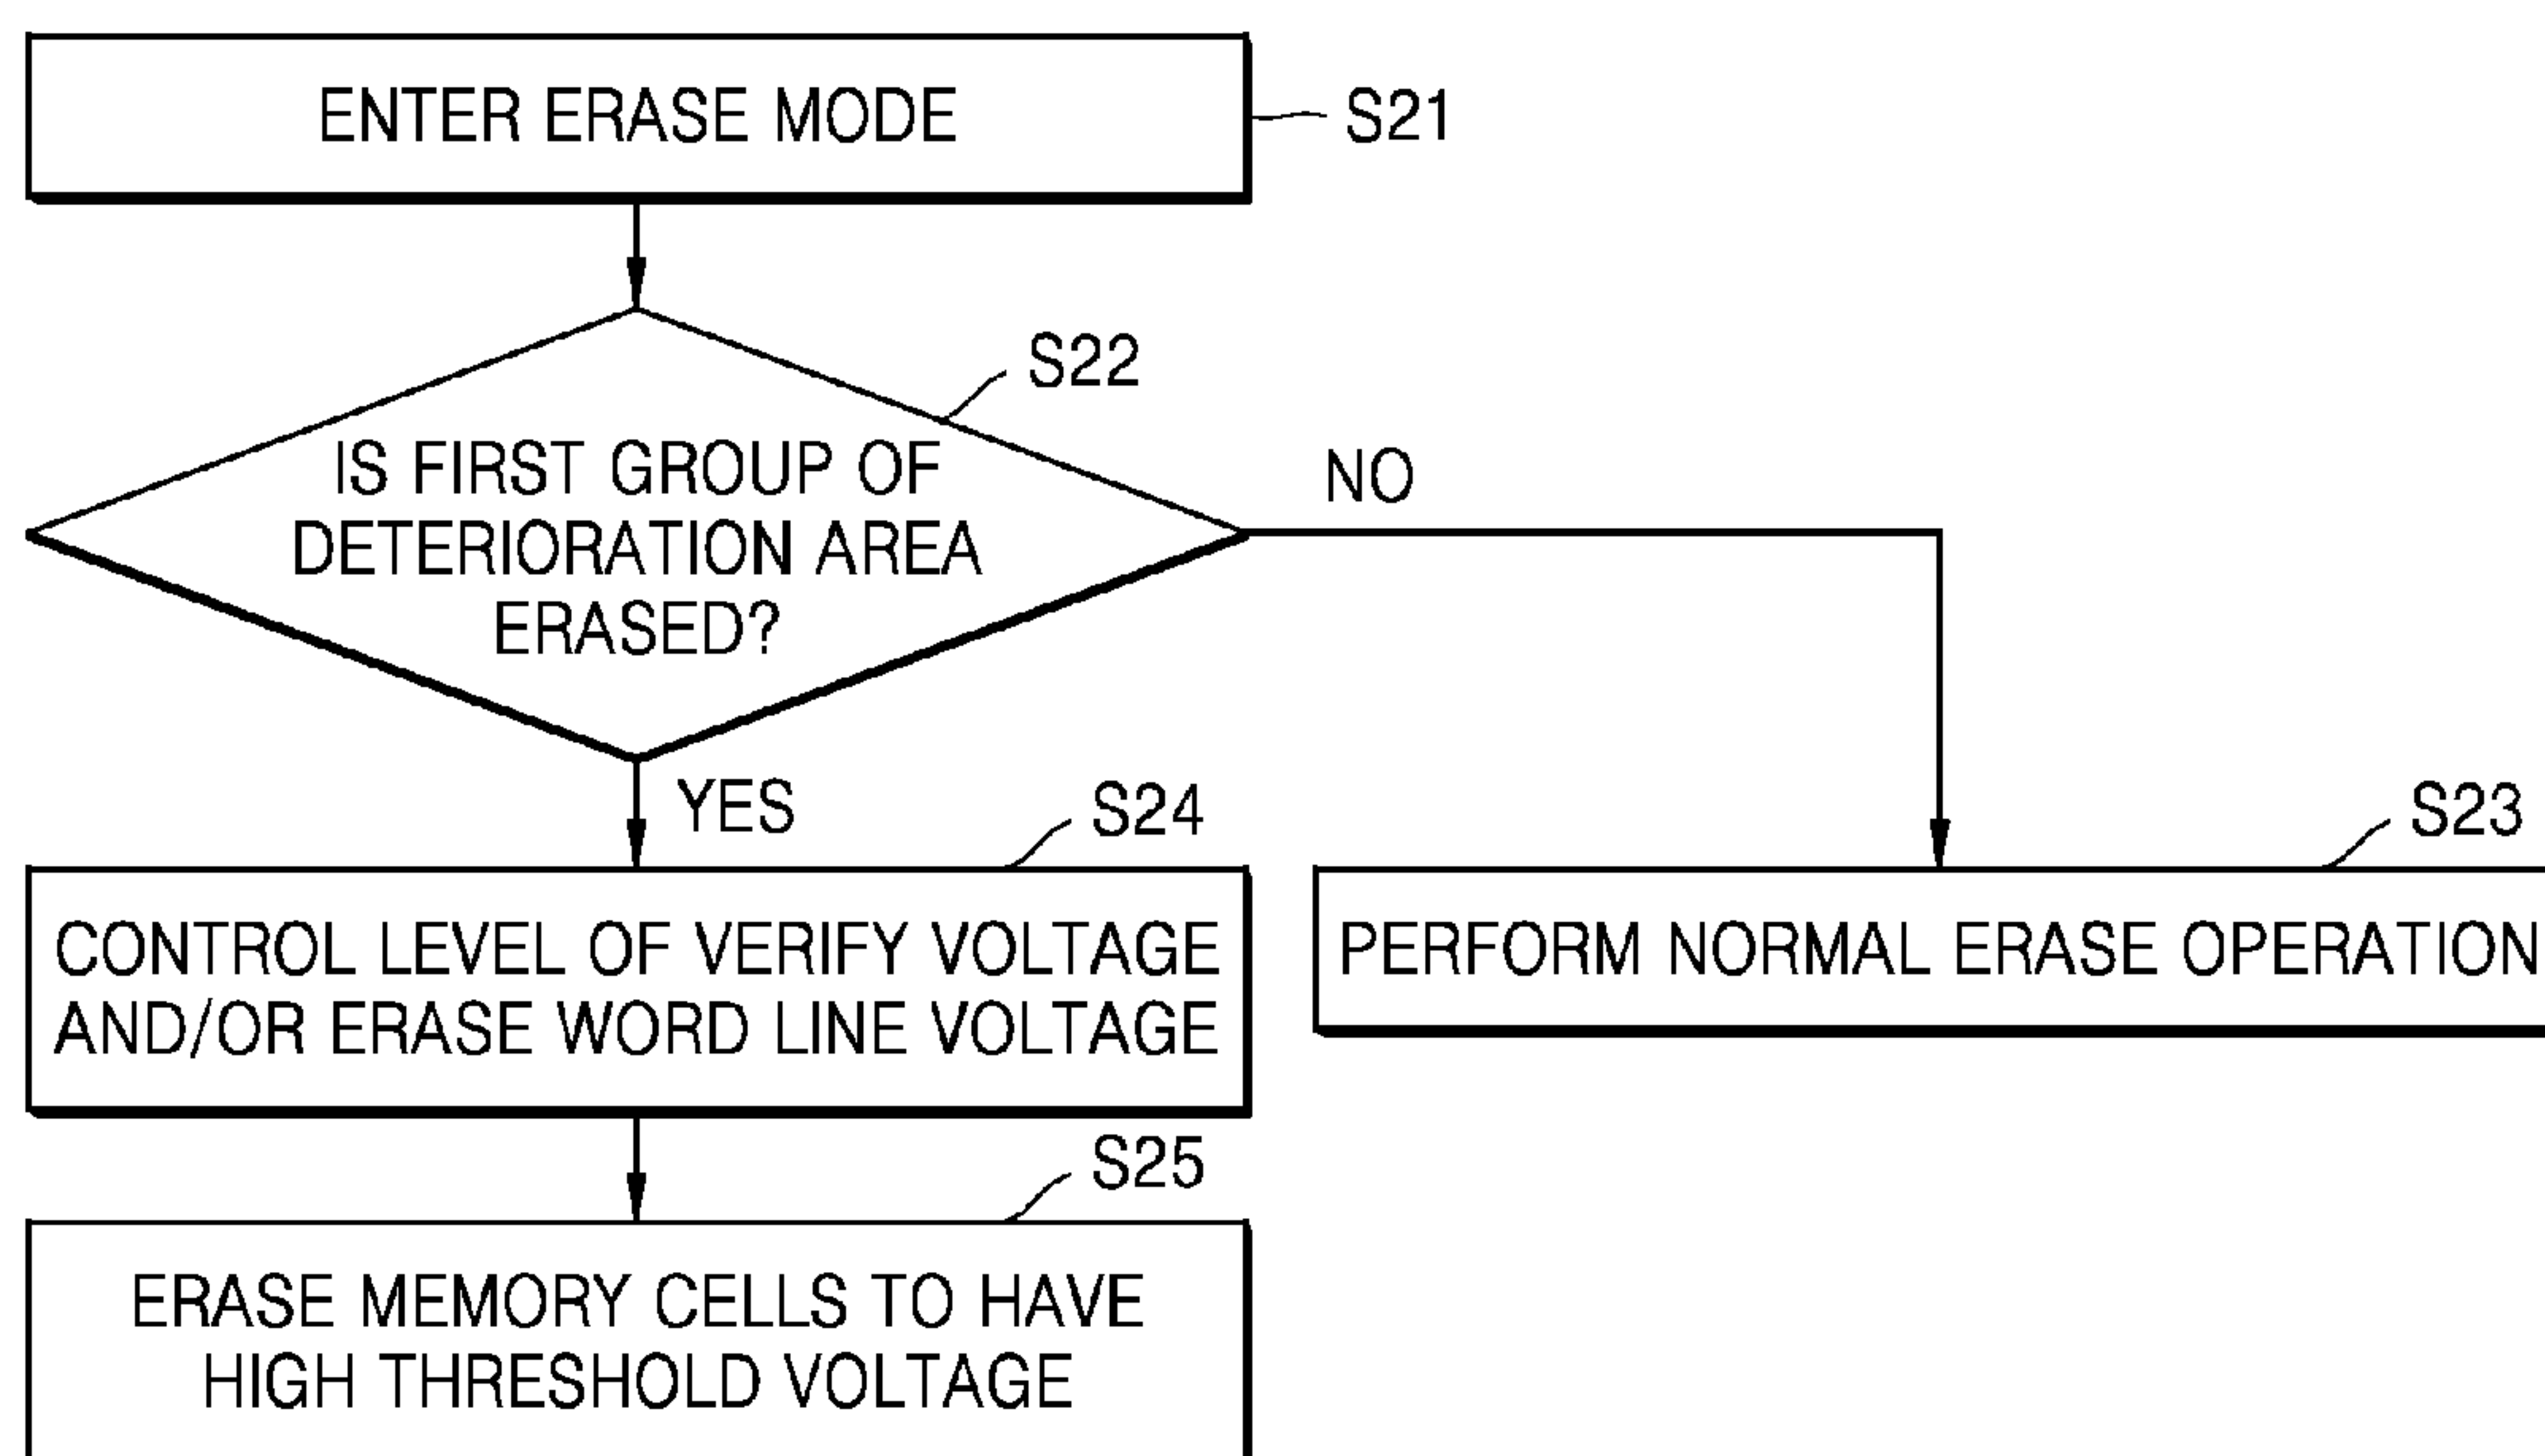 ENTER ERASE MODE
S21
S22
IS FIRST GROUP OF
DETERIORATION AREA
ERASED?
NO
YES
S24
S23
CONTROL LEVEL OF VERIFY VOLTAGE
AND/OR ERASE WORD LINE VOLTAGE
PERFORM NORMAL ERASE OPERATION
S25
ERASE MEMORY CELLS TO HAVE
HIGH THRESHOLD VOLTAGE